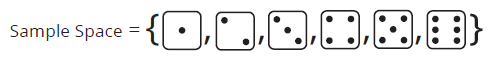 Sample Space = {⚀,⚁,⚂,⚃,⚄,⚅}